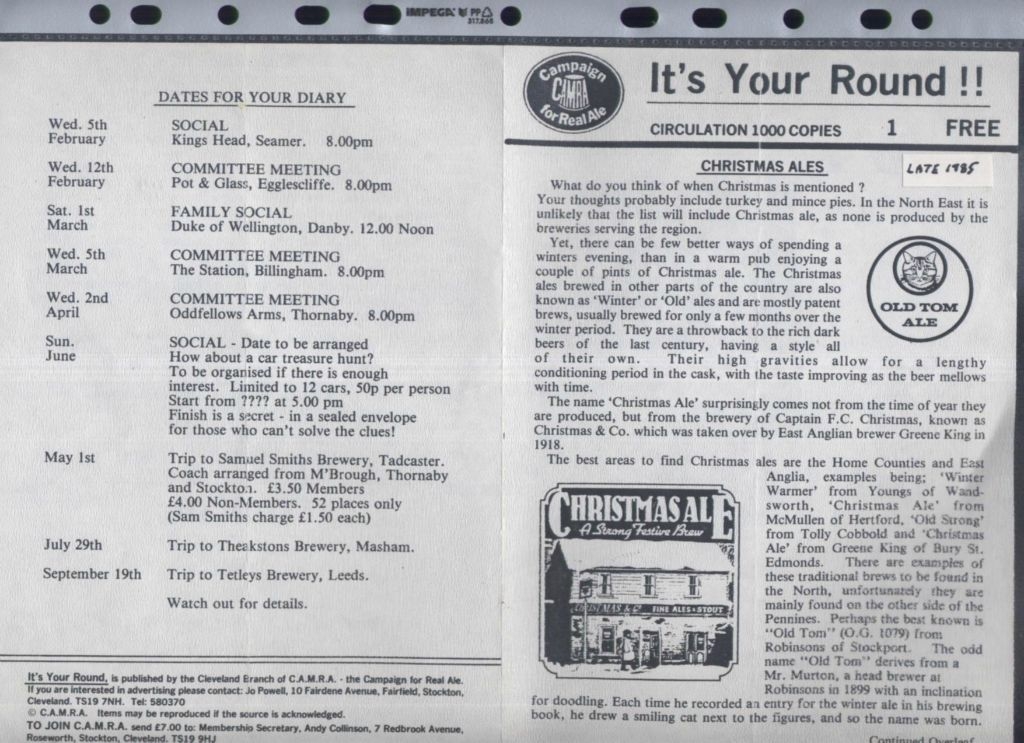 IMPEGA PP
317.865
DATES FOR YOUR DIARY
Wed. 5th February
SOCIAL
Kings Head, Seamer. 8.00pm
Wed. 12th February
COMMITTEE MEETING
Pot & Glass, Egglescliffe. 8.00pm
Sat. 1st March
FAMILY SOCIAL
Duke of Wellington, Danby. 12.00 Noon
Wed. 5th March
COMMITTEE MEETING
The Station, Billingham. 8.00pm
Wed. 2nd April
COMMITTEE MEETING
Oddfellows Arms, Thornaby. 8.00pm
Sun. June
SOCIAL - Date to be arranged
How about a car treasure hunt?
To be organised if there is enough
interest. Limited to 12 cars, 50p per person
Start from ???? at 5.00 pm
Finish is a secret - in a sealed envelope
for those who can't solve the clues!
May 1st
Trip to Samuel Smiths Brewery, Tadcaster.
Coach arranged from M'Brough, Thornaby
and Stockton. £3.50 Members
£4.00 Non-Members. 52 places only
(Sam Smiths charge £1.50 each)
July 29th
Trip to Theakstons Brewery, Masham.
September 19th
Trip to Tetleys Brewery, Leeds.
Watch out for details.
It's Your Round, is published by the Cleveland Branch of C.A.M.R.A. - the Campaign for Real Ale.
If you are interested in advertising please contact: Jo Powell, 10 Fairdene Avenue, Fairfield, Stockton,
Cleveland. TS19 7NH. Tel: 580370
© C.A.M.R.A. Items may be reproduced if the source is acknowledged.
TO JOIN C.A.M.R.A. send £7.00 to: Membership Secretary, Andy Collinson, 7 Redbrook Avenue,
Roseworth, Stockton, Cleveland. TS19 9HJ
Campaign
CAMRA
for Real Ale
It's Your Round !!
CIRCULATION 1000 COPIES 1 FREE
CHRISTMAS ALES
LATE 1985
What do you think of when Christmas is mentioned ?
Your thoughts probably include turkey and mince pies. In the North East it is
unlikely that the list will include Christmas ale, as none is produced by the
breweries serving the region.
Yet, there can be few better ways of spending a
winters evening, than in a warm pub enjoying a
couple of pints of Christmas ale. The Christmas
ales brewed in other parts of the country are also
known as 'Winter' or 'Old' ales and are mostly patent
brews, usually brewed for only a few months over the
winter period. They are a throwback to the rich dark
beers of the last century, having a style all
of their own. Their high gravities allow for a lengthy
conditioning period in the cask, with the taste improving as the beer mellows
with time.
OLD TOM
ALE
The name 'Christmas Ale' surprisingly comes not from the time of year they
are produced, but from the brewery of Captain F.C. Christmas, known as
Christmas & Co. which was taken over by East Anglian brewer Greene King in
1918.
The best areas to find Christmas ales are the Home Counties and East
Anglia, examples being; 'Winter
Warmer' from Youngs of Wand-
sworth, 'Christmas Ale' from
McMullen of Hertford, 'Old Strong'
from Tolly Cobbold and 'Christmas
Ale' from Greene King of Bury St.
Edmonds. There are examples of
these traditional brews to be found in
the North, unfortunately they are
mainly found on the other side of the
Pennines. Perhaps the best known is
"Old Tom" (O.G. 1079) from
Robinsons of Stockport. The odd
name "Old Tom" derives from a
Mr. Murton, a head brewer at
Robinsons in 1899 with an inclination
for doodling. Each time he recorded an entry for the winter ale in his brewing
book, he drew a smiling cat next to the figures, and so the name was born.
CHRISTMAS ALE
A Strong Festive Brew
CHRISTMAS & Co FINE ALES & STOUT
Continued Overleaf